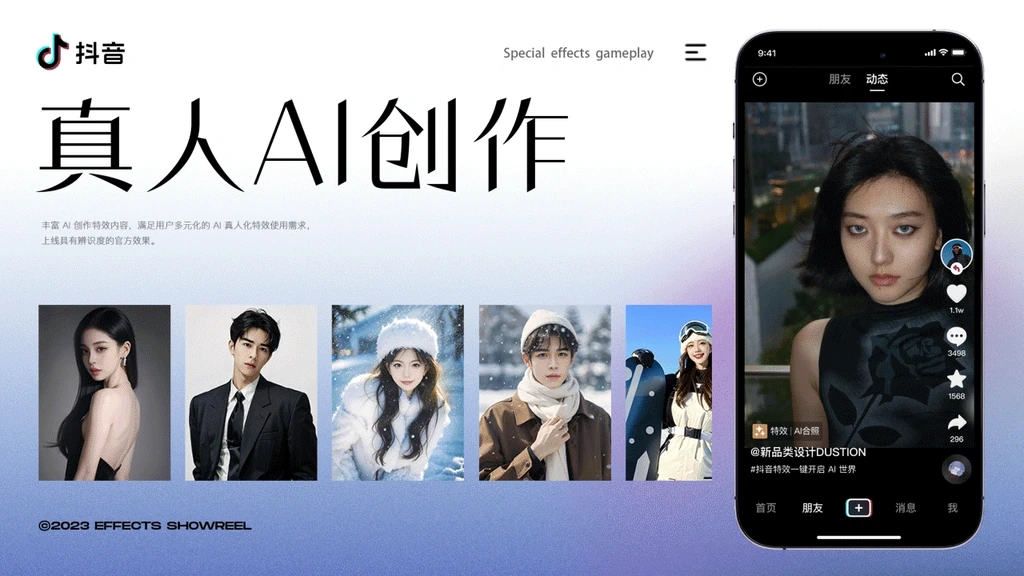 抖音
Special effects gameplay
真人AI创作
丰富 AI 创作特效内容，满足用户多元化的 AI 真人化特效使用需求，
上线具有辨识度的官方效果。
©2023 EFFECTS SHOWREEL
9:41
朋友 动态
1.1w
3498
1568
296
特效 | AI合照
@新品类设计DUSTION
#抖音特效一键开启 AI 世界
首页 朋友 消息 我